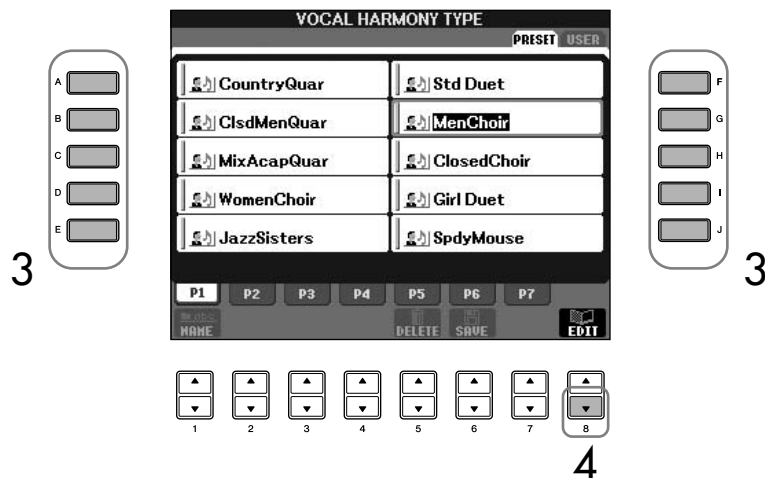 VOCAL HARMONY TYPE
PRESET USER
A CountryQuar Std Duet F
B ClsdMenQuar MenChoir G
C MixAcapQuar ClosedChoir H
D WomenChoir Girl Duet I
E JazzSisters SpdyMouse J
3 3
P1 P2 P3 P4 P5 P6 P7
NAME DELETE SAVE EDIT
1 2 3 4 5 6 7 8
4